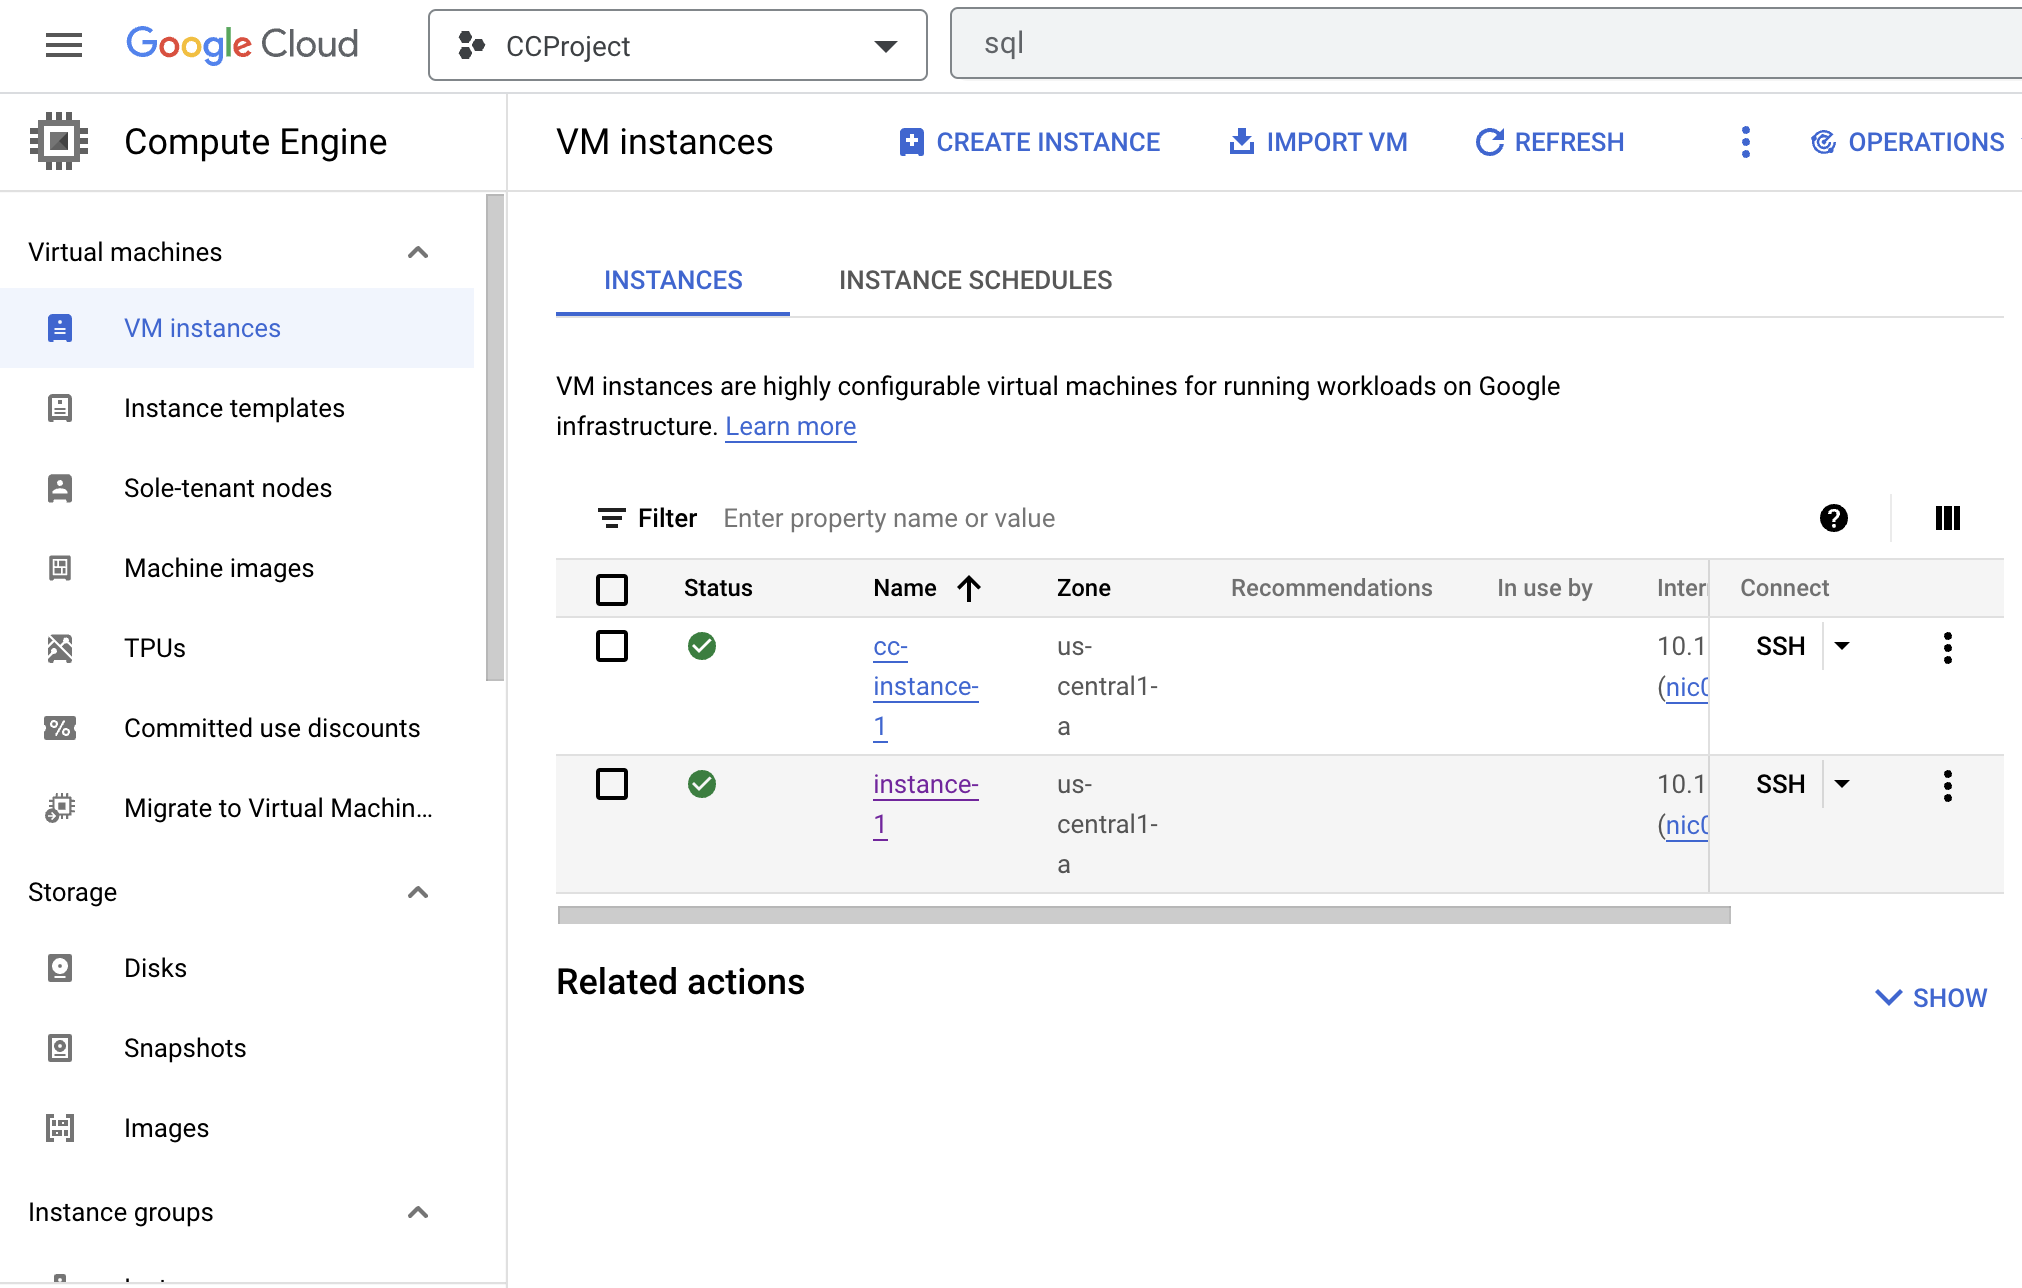 Google Cloud
CCProject
sql
Compute Engine
VM instances
CREATE INSTANCE
IMPORT VM
REFRESH
OPERATIONS
Virtual machines
VM instances
Instance templates
Sole-tenant nodes
Machine images
TPUs
Committed use discounts
Migrate to Virtual Machin...
Storage
Disks
Snapshots
Images
Instance groups
INSTANCES
INSTANCE SCHEDULES
VM instances are highly configurable virtual machines for running workloads on Google
infrastructure. Learn more
Filter Enter property name or value
Status Name Zone Recommendations In use by Inter Connect
cc-
instance-
1
us-
central1-
a
10.1
(nic0
SSH
instance-
1
us-
central1-
a
10.1
(nic0
SSH
Related actions
SHOW